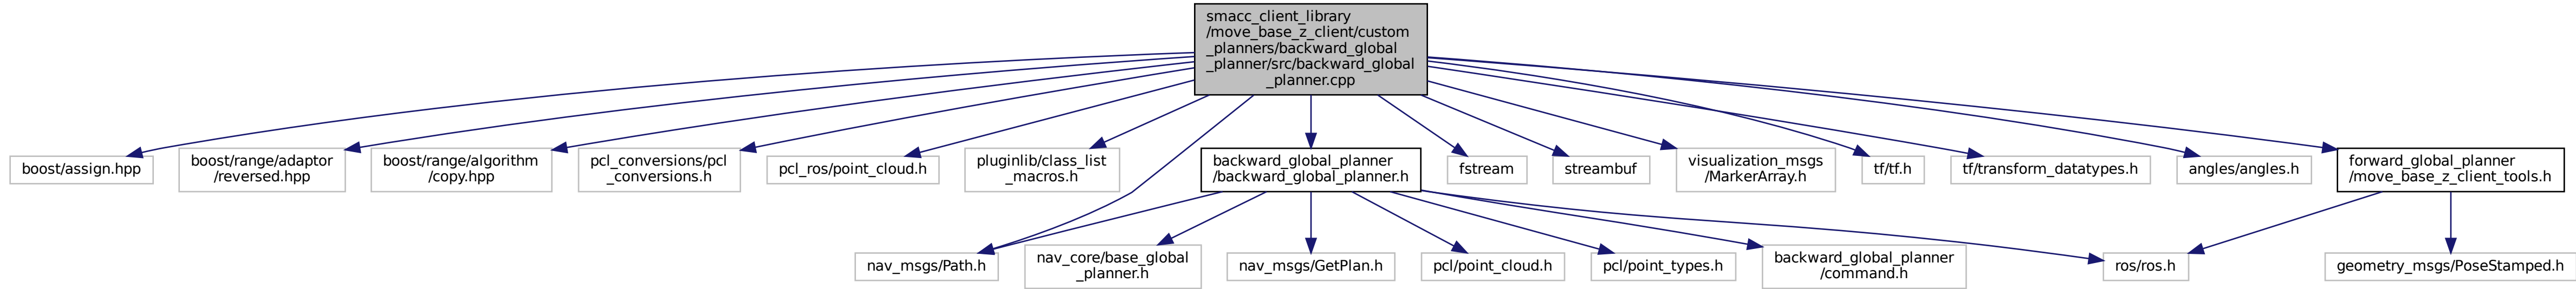 smacc_client_library
/move_base_z_client/custom
_planners/backward_global
_planner/src/backward_global
_planner.cpp
boost/assign.hpp
boost/range/adaptor
/reversed.hpp
boost/range/algorithm
/copy.hpp
pcl_conversions/pcl
_conversions.h
pcl_ros/point_cloud.h
pluginlib/class_list
_macros.h
backward_global_planner
/backward_global_planner.h
fstream
streambuf
visualization_msgs
/MarkerArray.h
tf/tf.h
tf/transform_datatypes.h
angles/angles.h
forward_global_planner
/move_base_z_client_tools.h
nav_msgs/Path.h
nav_core/base_global
_planner.h
nav_msgs/GetPlan.h
pcl/point_cloud.h
pcl/point_types.h
backward_global_planner
/command.h
ros/ros.h
geometry_msgs/PoseStamped.h